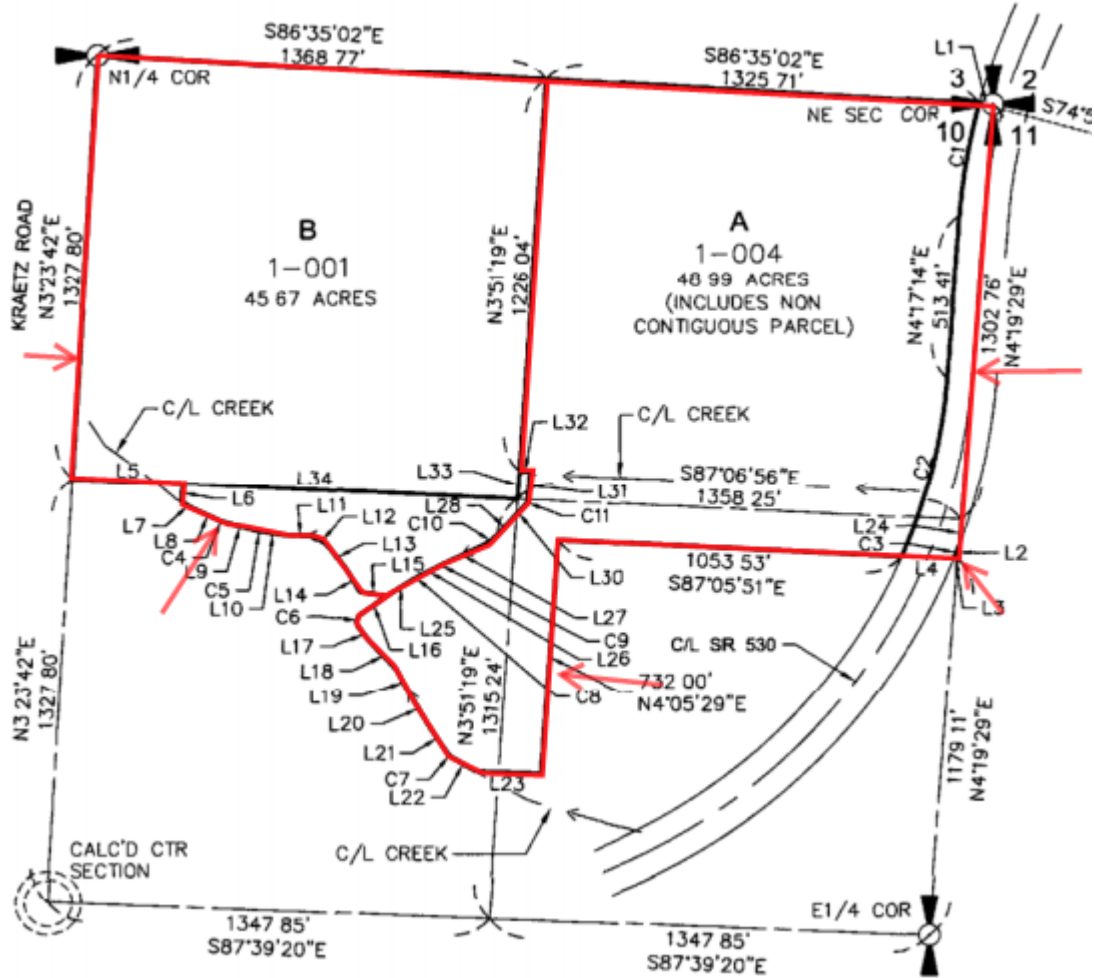 S86°35'02"E
1368 77'
S86°35'02"E
1325 71'
L1
3
2
N1/4 COR
NE SEC COR
10
11
S74°5
C1
KRAETZ ROAD
N3°23'42"E
1327 80'
B
1-001
45 67 ACRES
N3°51'19"E
1226 04'
A
1-004
48 99 ACRES
(INCLUDES NON
CONTIGUOUS PARCEL)
N4°17'14"E
513 41'
1302 76'
N4°19'29"E
C/L CREEK
L32
C/L CREEK
L5
L34
L33
S87°06'56"E
1358 25'
C2
L6
L31
L7
L11
L28
C11
L24
L8
L12
C10
C3
L2
C4
L13
L30
1053 53'
S87°05'51"E
L4
L9
L15
C5
L14
L27
L3
L10
C6
L16
L25
C9
L17
L26
C/L SR 530
L18
C8
732 00'
N4°05'29"E
N3°51'19"E
1315 24'
L19
L20
N3 23'42"E
1327 80'
L21
C7
L22
L23
1179 11'
N4°19'29"E
CALC'D CTR
SECTION
C/L CREEK
E1/4 COR
1347 85'
S87°39'20"E
1347 85'
S87°39'20"E